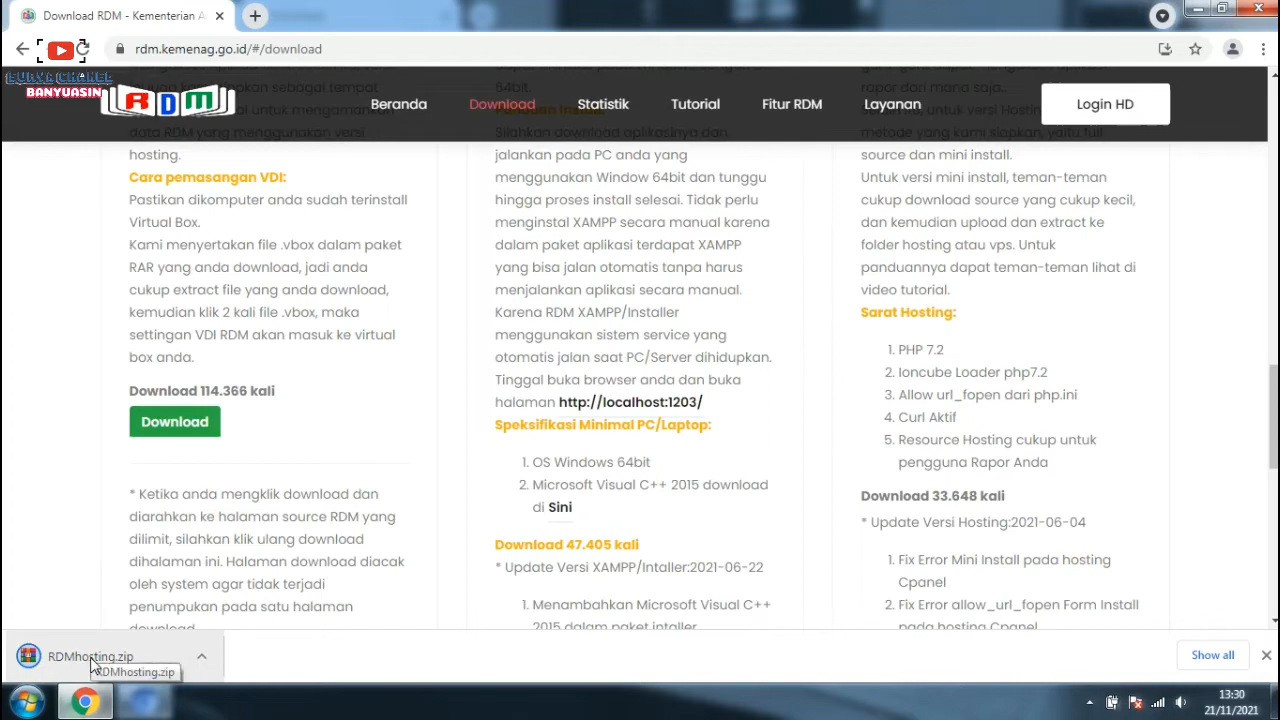 Download RDM - Kementerian A
rdm.kemenag.go.id/#/download
SURYA CHANEL
BANYUASIN
RDM
Beranda
Download
Statistik
Tutorial
Fitur RDM
Layanan
Login HD
data RDM yang menggunakan versi
hosting.
Cara pemasangan VDI:
Pastikan dikomputer anda sudah terinstall
Virtual Box.
Kami menyertakan file .vbox dalam paket
RAR yang anda download, jadi anda
cukup extract file yang anda download,
kemudian klik 2 kali file .vbox, maka
settingan VDI RDM akan masuk ke virtual
box anda.
Download 114.366 kali
Download
* Ketika anda mengklik download dan
diarahkan ke halaman source RDM yang
dilimit, silahkan klik ulang download
dihalaman ini. Halaman download diacak
oleh system agar tidak terjadi
penumpukan pada satu halaman
download.
64bit.
Panduan Install:
Silahkan download aplikasinya dan
jalankan pada PC anda yang
menggunakan Window 64bit dan tunggu
hingga proses install selesai. Tidak perlu
menginstal XAMPP secara manual karena
dalam paket aplikasi terdapat XAMPP
yang bisa jalan otomatis tanpa harus
menjalankan aplikasi secara manual.
Karena RDM XAMPP/Installer
menggunakan sistem service yang
otomatis jalan saat PC/Server dihidupkan.
Tinggal buka browser anda dan buka
halaman http://localhost:1203/
Speksifikasi Minimal PC/Laptop:
1. OS Windows 64bit
2. Microsoft Visual C++ 2015 download
di Sini
Download 47.405 kali
* Update Versi XAMPP/Intaller:2021-06-22
1. Menambahkan Microsoft Visual C++
2015 dalam paket intaller
rapor dari mana saja.
metode yang kami siapkan, yaitu full
source dan mini install.
Untuk versi mini install, teman-teman
cukup download source yang cukup kecil,
dan kemudian upload dan extract ke
folder hosting atau vps. Untuk
panduannya dapat teman-teman lihat di
video tutorial.
Sarat Hosting:
1. PHP 7.2
2. Ioncube Loader php7.2
3. Allow url_fopen dari php.ini
4. Curl Aktif
5. Resource Hosting cukup untuk
pengguna Rapor Anda
Download 33.648 kali
* Update Versi Hosting:2021-06-04
1. Fix Error Mini Install pada hosting
Cpanel
2. Fix Error allow_url_fopen Form Install
pada hosting Cpanel
RDMhosting.zip
RDMhosting.zip
Show all
13:30
21/11/2021